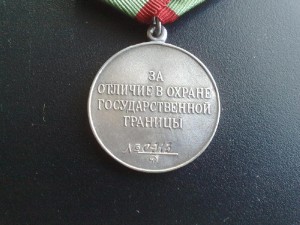 ЗА
ОТЛИЧИЕ В ОХРАНЕ
ГОСУДАРСТВЕННОЙ
ГРАНИЦЫ